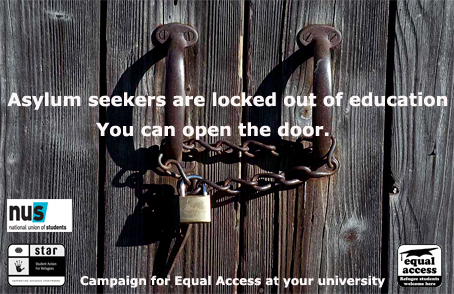 Asylum seekers are locked out of education
You can open the door.
nus
national union of students
star
Student Action
For Refugees
equal
access
Refugee students
welcome here
Campaign for Equal Access at your university